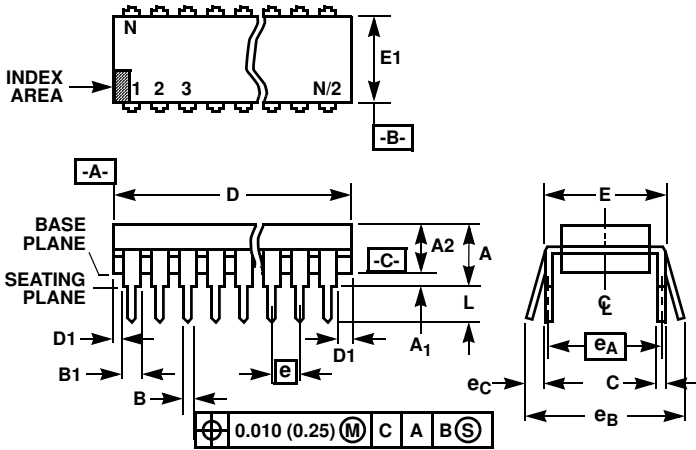 N
INDEX
AREA
1 2 3 N/2
E1
-B-
-A-
D
E
BASE
PLANE
A2 A
-C-
SEATING
PLANE
L
C̷L
D1
A1
D1
eA
B1
e
eC
C
B
eB
0.010 (0.25) Ⓜ C A B Ⓢ